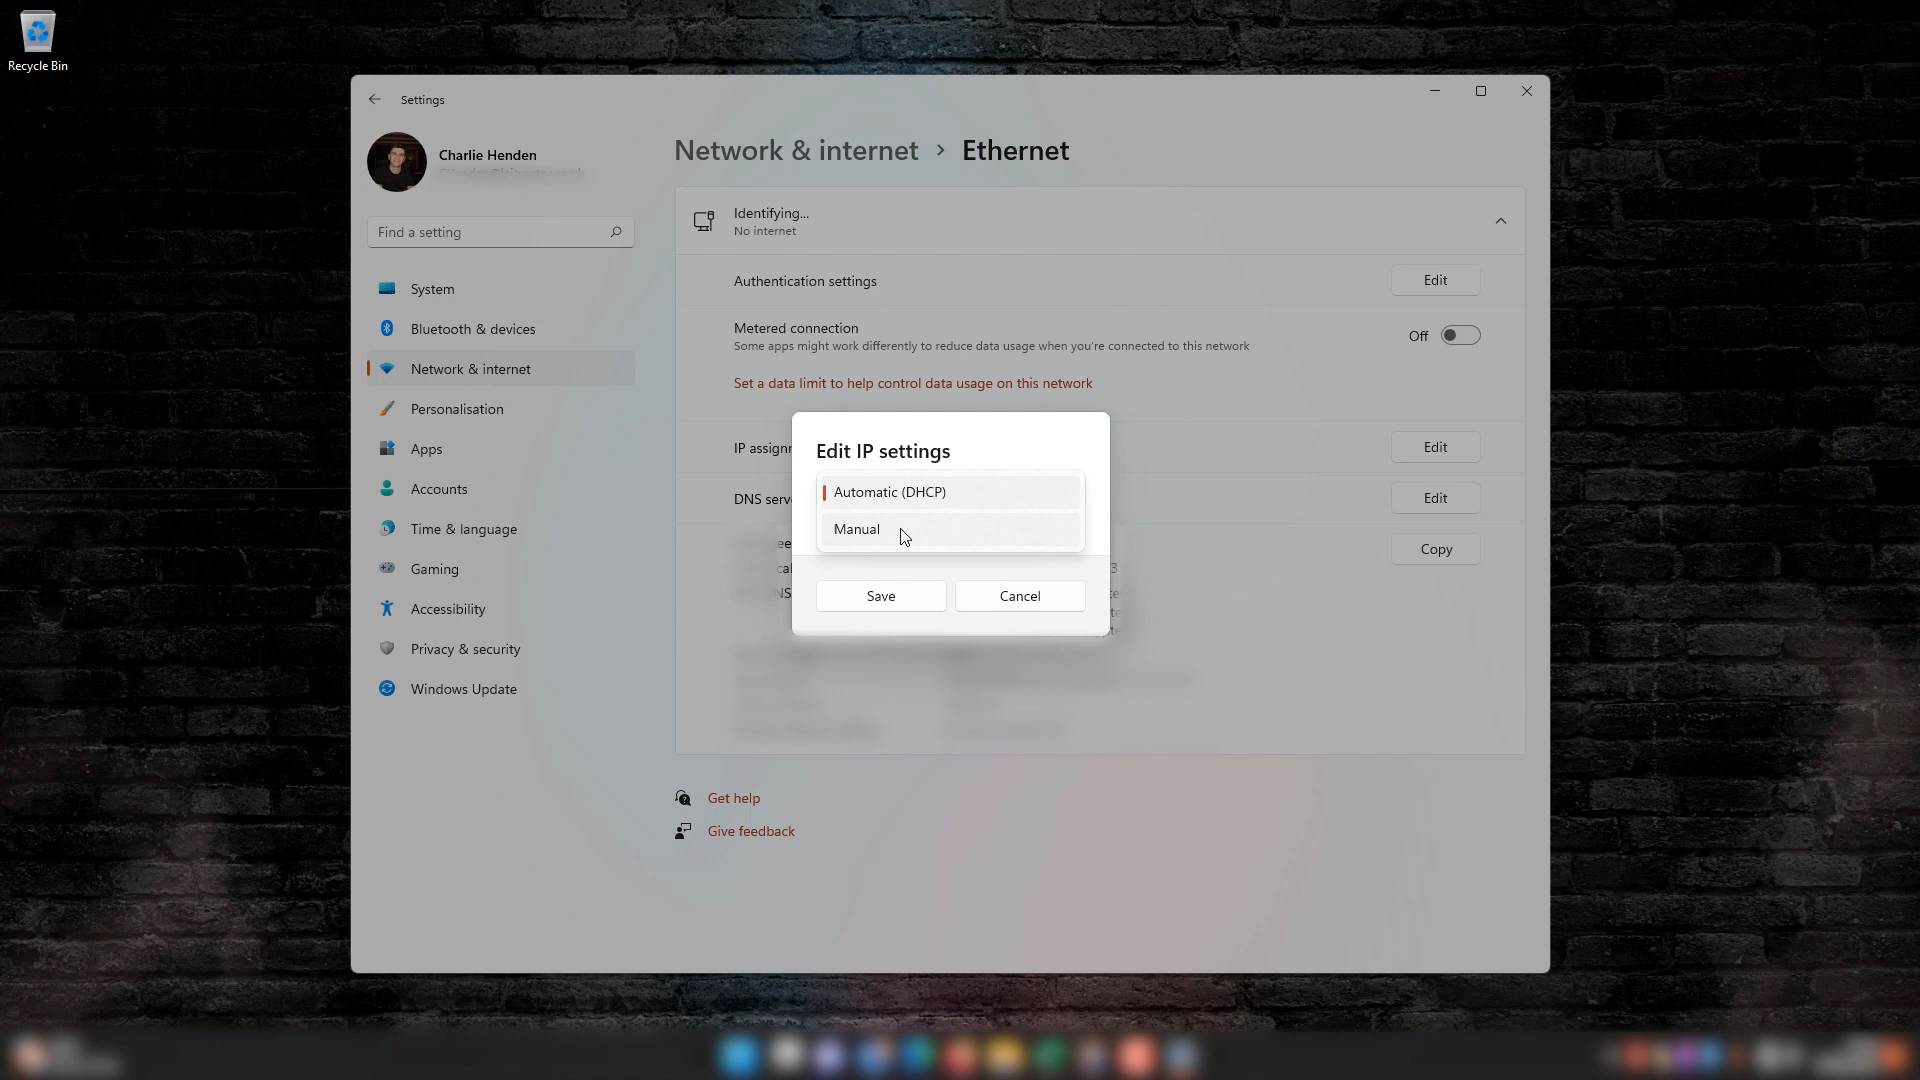 Recycle Bin
Settings
Charlie Henden
Find a setting
System
Bluetooth & devices
Network & internet
Personalisation
Apps
Accounts
Time & language
Gaming
Accessibility
Privacy & security
Windows Update
Network & internet > Ethernet
Identifying...
No internet
Authentication settings
Edit
Metered connection
Some apps might work differently to reduce data usage when you're connected to this network
Off
Set a data limit to help control data usage on this network
Edit IP settings
Automatic (DHCP)
Manual
Save
Cancel
IP
Edit
DNS
Edit
Copy
Get help
Give feedback